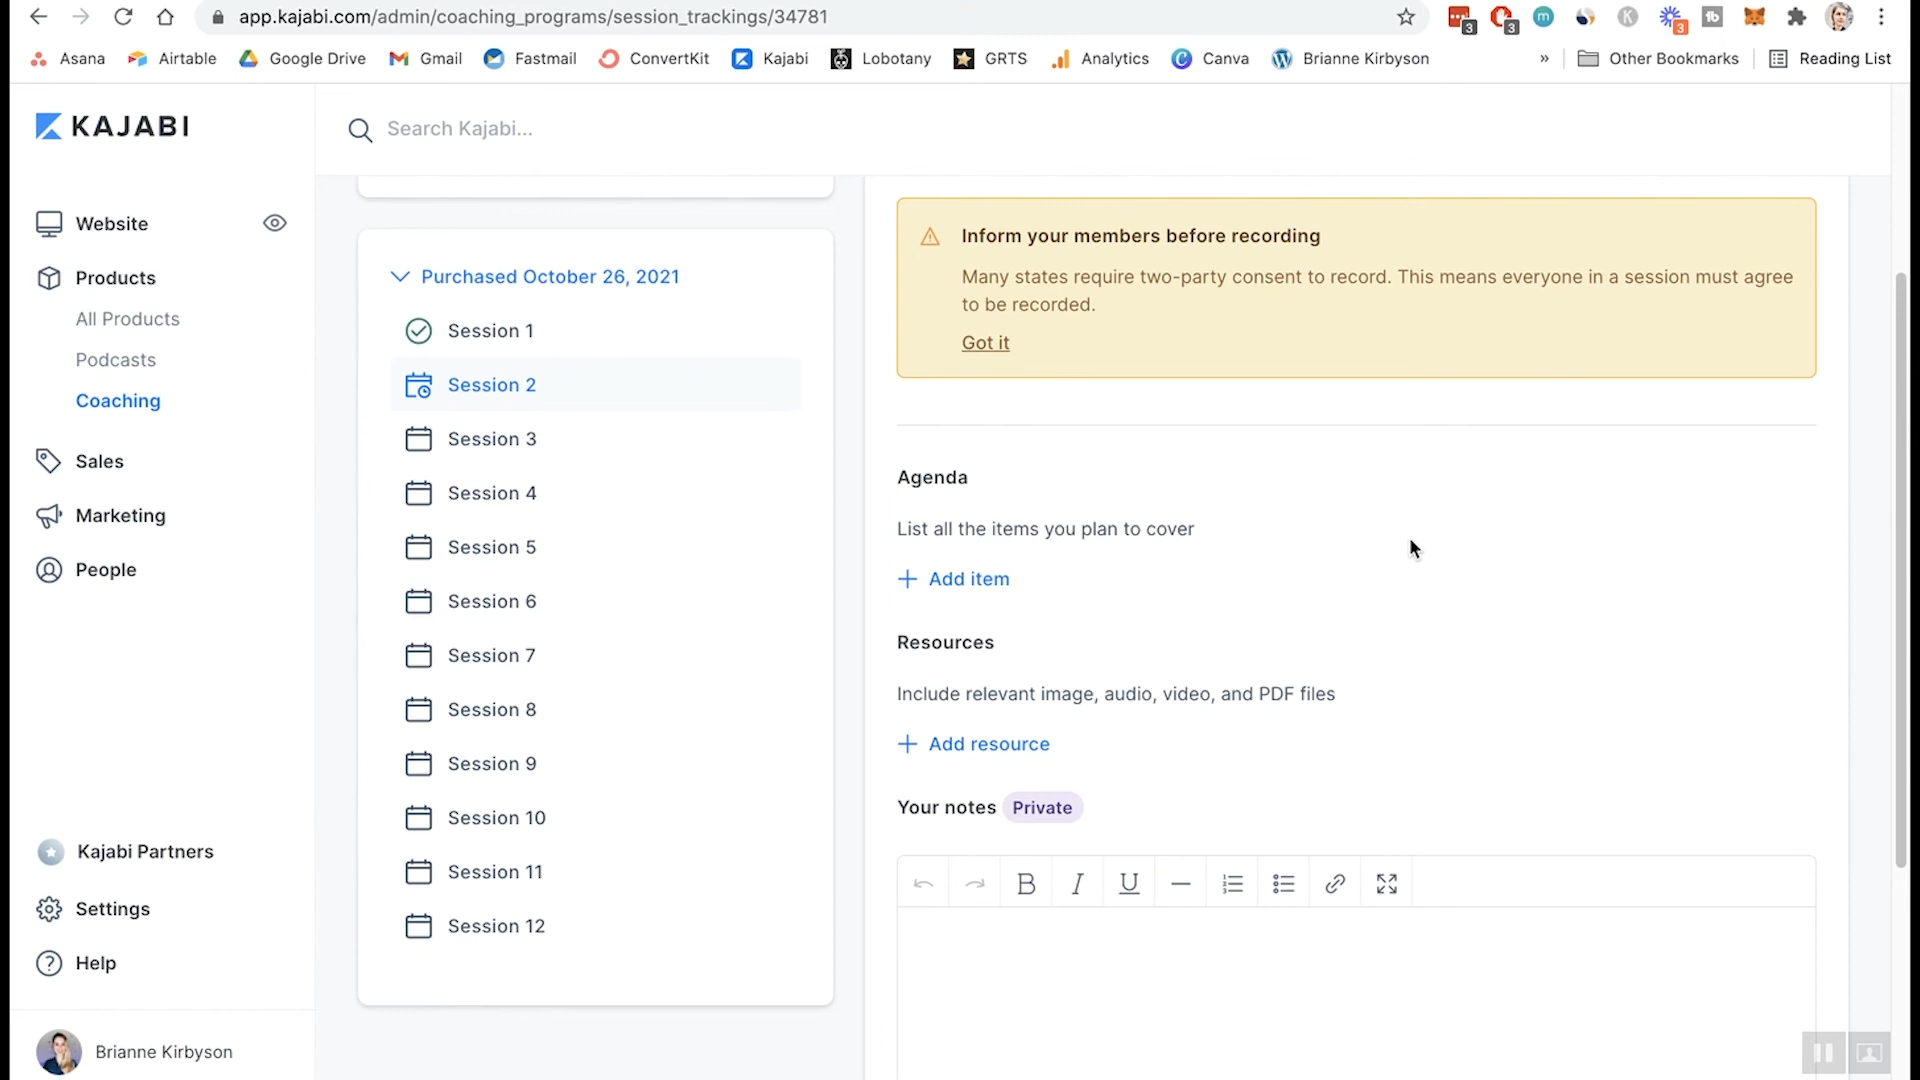 app.kajabi.com/admin/coaching_programs/session_trackings/34781
3
3
m
K
3
tb
Asana
Airtable
Google Drive
Gmail
Fastmail
ConvertKit
Kajabi
Lobotany
GRTS
Analytics
Canva
Brianne Kirbyson
»
Other Bookmarks
Reading List
KAJABI
Search Kajabi...
Website
Products
All Products
Podcasts
Coaching
Sales
Marketing
People
Kajabi Partners
Settings
Help
Brianne Kirbyson
Purchased October 26, 2021
Session 1
Session 2
Session 3
Session 4
Session 5
Session 6
Session 7
Session 8
Session 9
Session 10
Session 11
Session 12
Inform your members before recording
Many states require two-party consent to record. This means everyone in a session must agree
to be recorded.
Got it
Agenda
List all the items you plan to cover
+ Add item
Resources
Include relevant image, audio, video, and PDF files
+ Add resource
Your notes Private
B I U